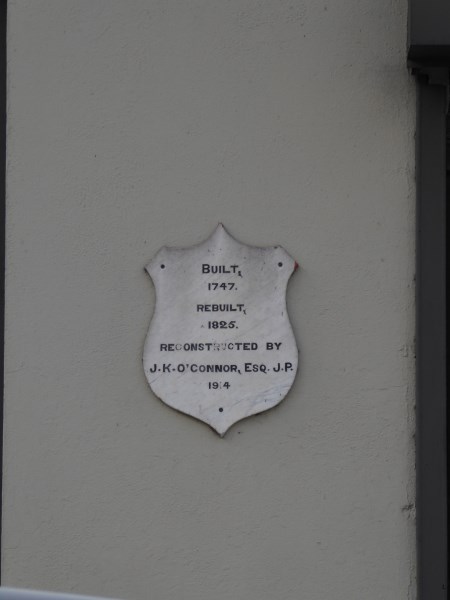 BUILT,
1747.
REBUILT,
1825.
RECONSTRUCTED BY
J.K.O'CONNOR, ESQ. J.P.
1914